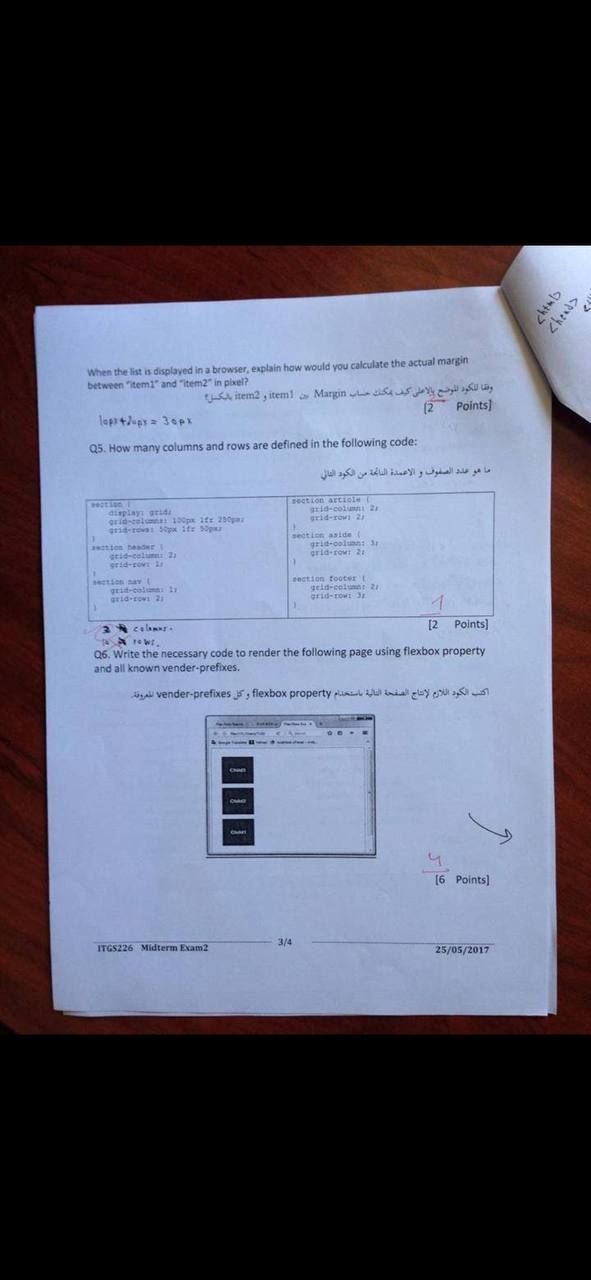 <html>
<head>
When the list is displayed in a browser, explain how would you calculate the actual margin
between "item1" and "item2" in pixel?
وفقا للكود الموضح بالاعلى كيف يمكنك حساب Margin بين item1 و item2 بالبكسل؟
[2 Points]
10px+20px = 30px
Q5. How many columns and rows are defined in the following code:
ما هو عدد الصفوف و الاعمدة الناتجة من الكود التالي
section {
display: grid;
grid-columns: 100px 1fr 250px;
grid-rows: 50px 1fr 50px;
}
section header {
grid-column: 2;
grid-row: 1;
}
section nav {
grid-column: 1;
grid-row: 2;
}
section article {
grid-column: 2;
grid-row: 2;
}
section aside {
grid-column: 3;
grid-row: 2;
}
section footer {
grid-column: 2;
grid-row: 3;
}
1
[2 Points]
columns.
rows.
Q6. Write the necessary code to render the following page using flexbox property
and all known vender-prefixes.
اكتب الكود اللازم لإنتاج الصفحة التالية باستخدام flexbox property و كل vender-prefixes المعروفة.
Child3
Child2
Child1
4
[6 Points]
3/4
ITGS226 Midterm Exam2
25/05/2017